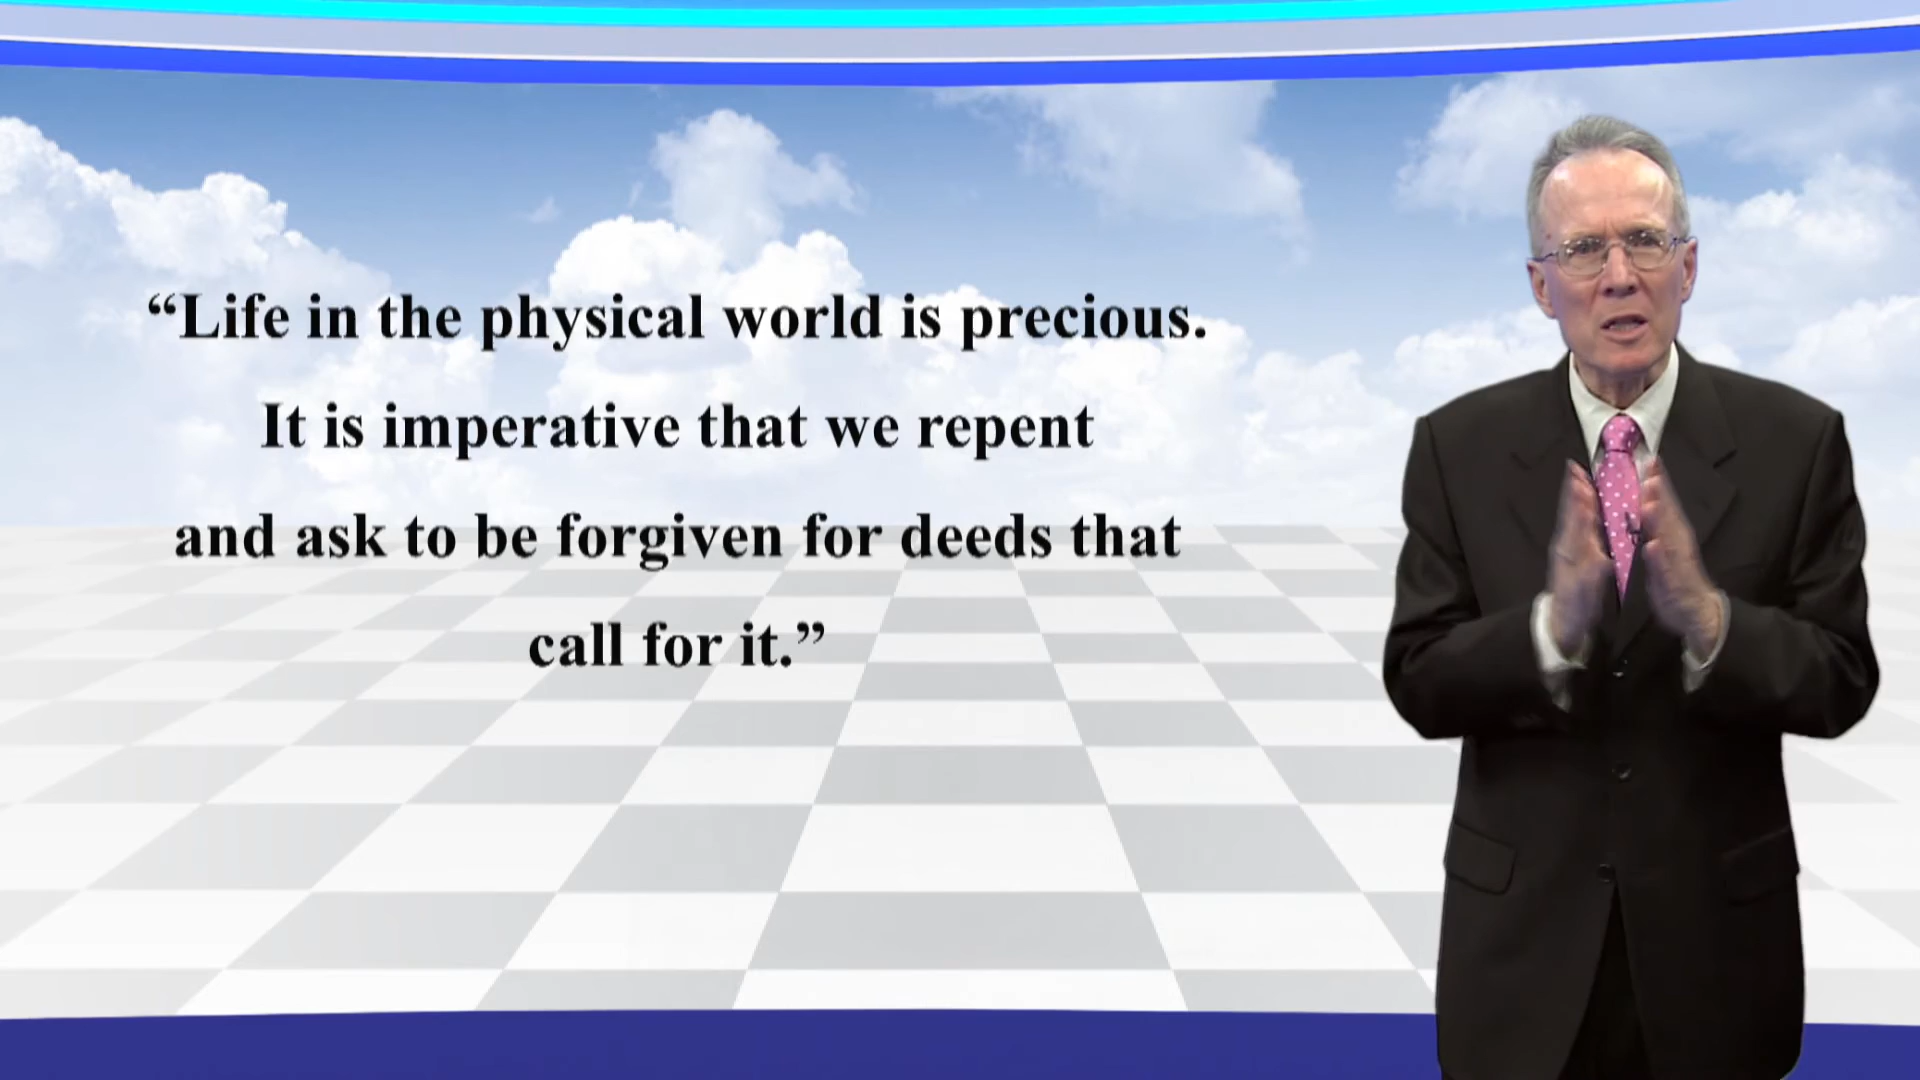 “Life in the physical world is precious.
It is imperative that we repent
and ask to be forgiven for deeds that
call for it.”